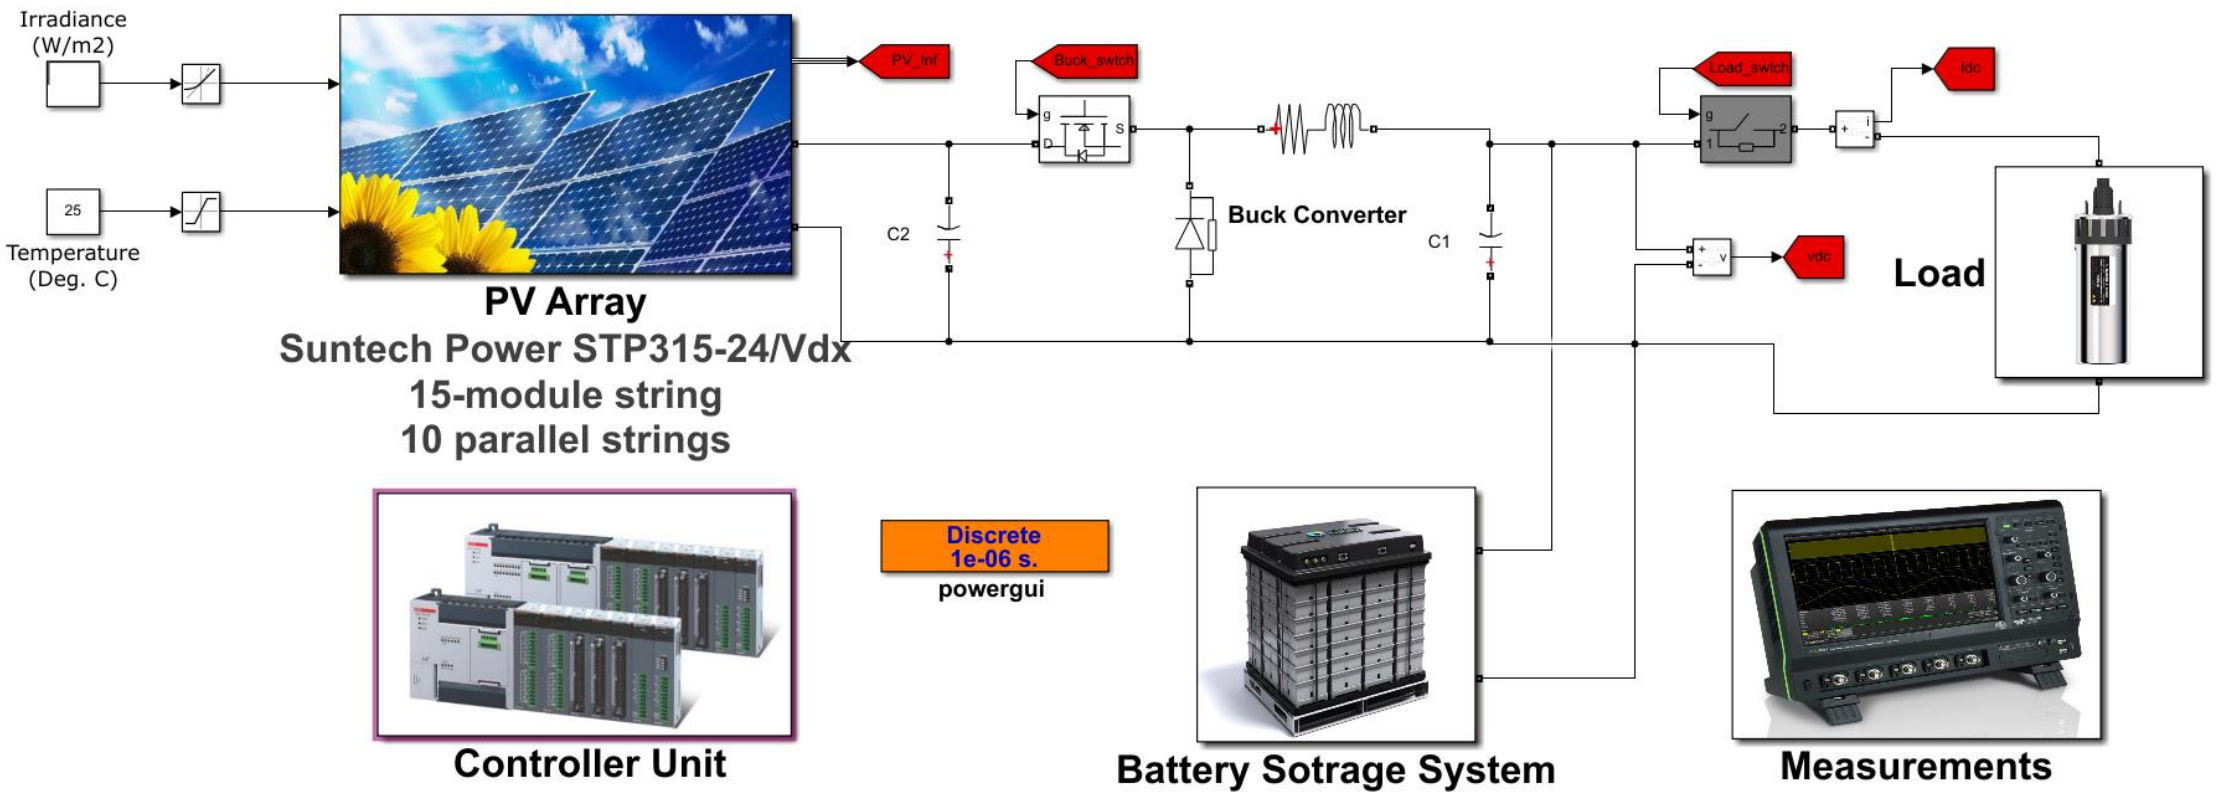 Irradiance
(W/m2)
25
Temperature
(Deg. C)
PV_Inf
Buck_swtch
Load_swtch
Idc
g
D
S
g
1
2
+
i
-
C2
+
+
Buck Converter
C1
+
+
-
v
vdc
Load
PV Array
Suntech Power STP315-24/Vdx
15-module string
10 parallel strings
Discrete
1e-06 s.
powergui
Controller Unit
Battery Sotrage System
Measurements